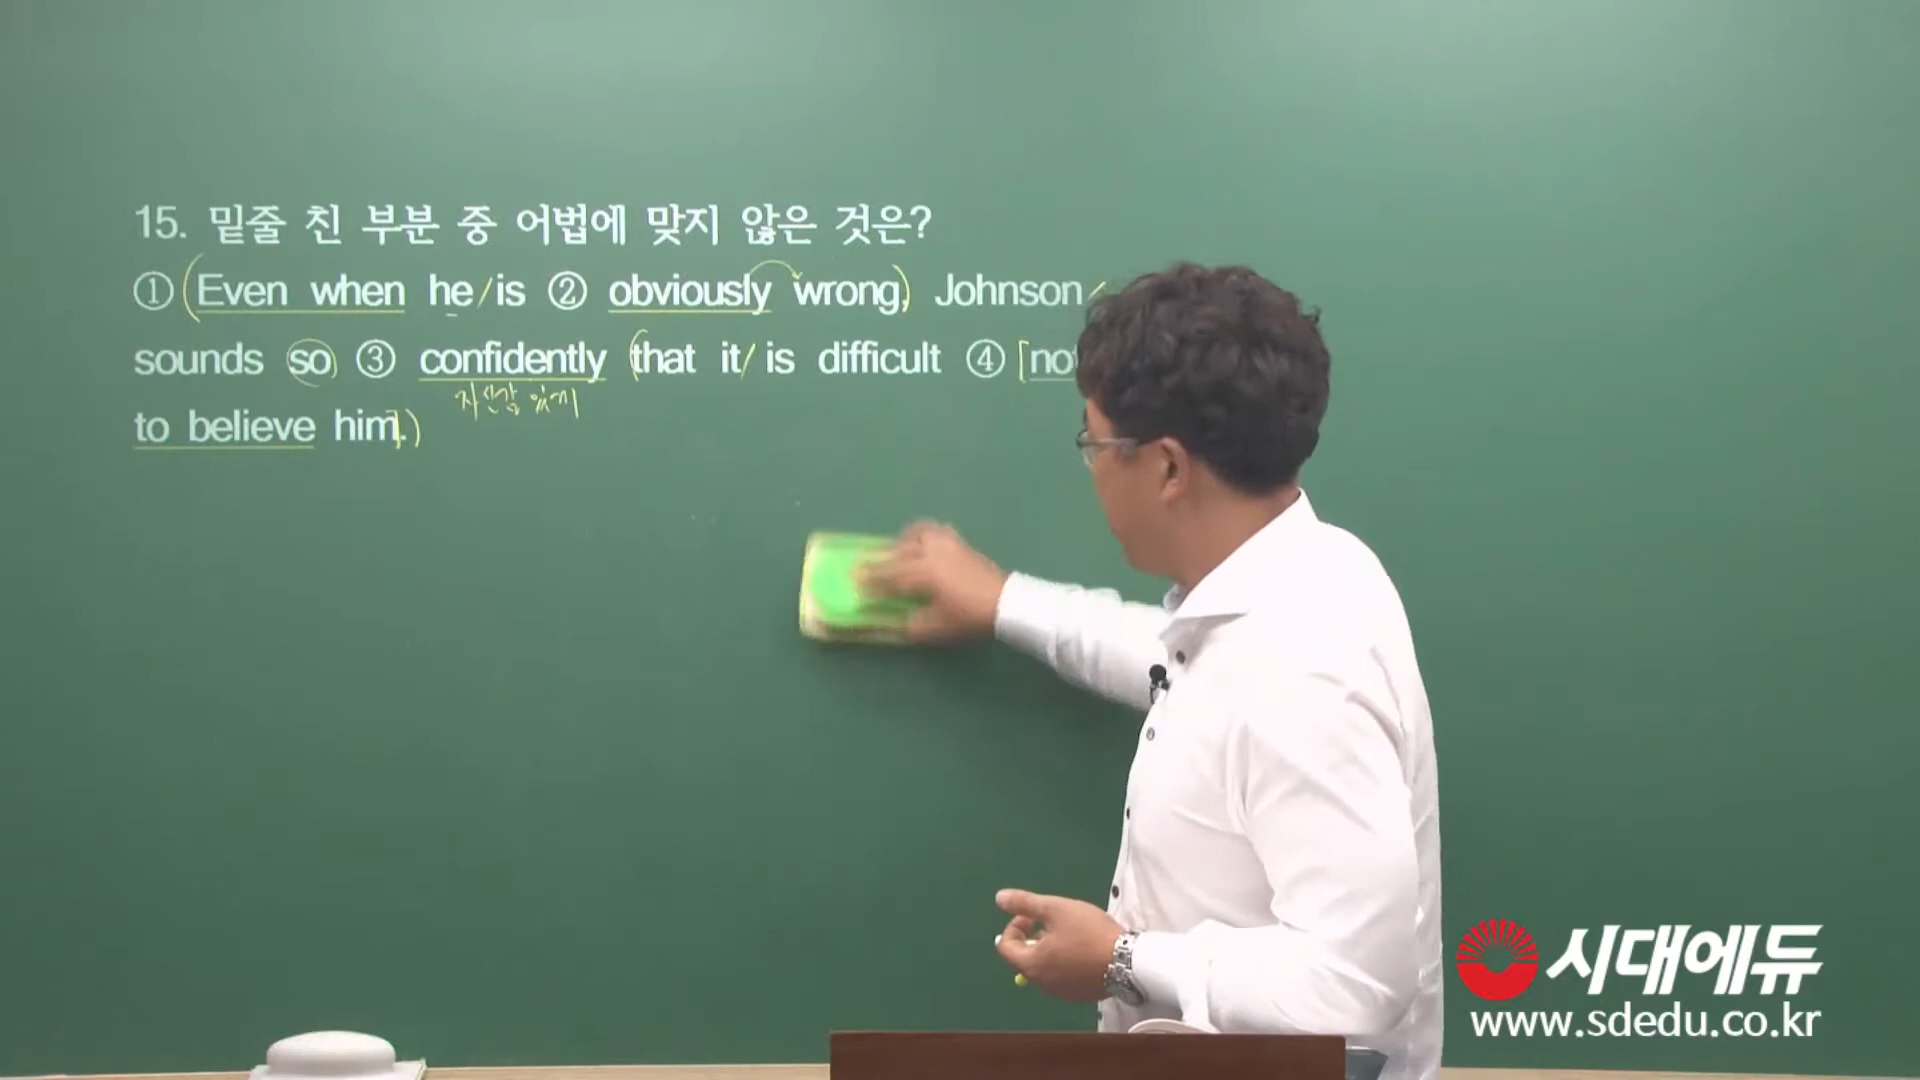 15. 밑줄 친 부분 중 어법에 맞지 않은 것은?
① (Even when he / is ② obviously wrong,) Johnson /
sounds so ③ confidently (that it / is difficult ④ [not
자신감 있게
to believe him].)
시대에듀
www.sdedu.co.kr